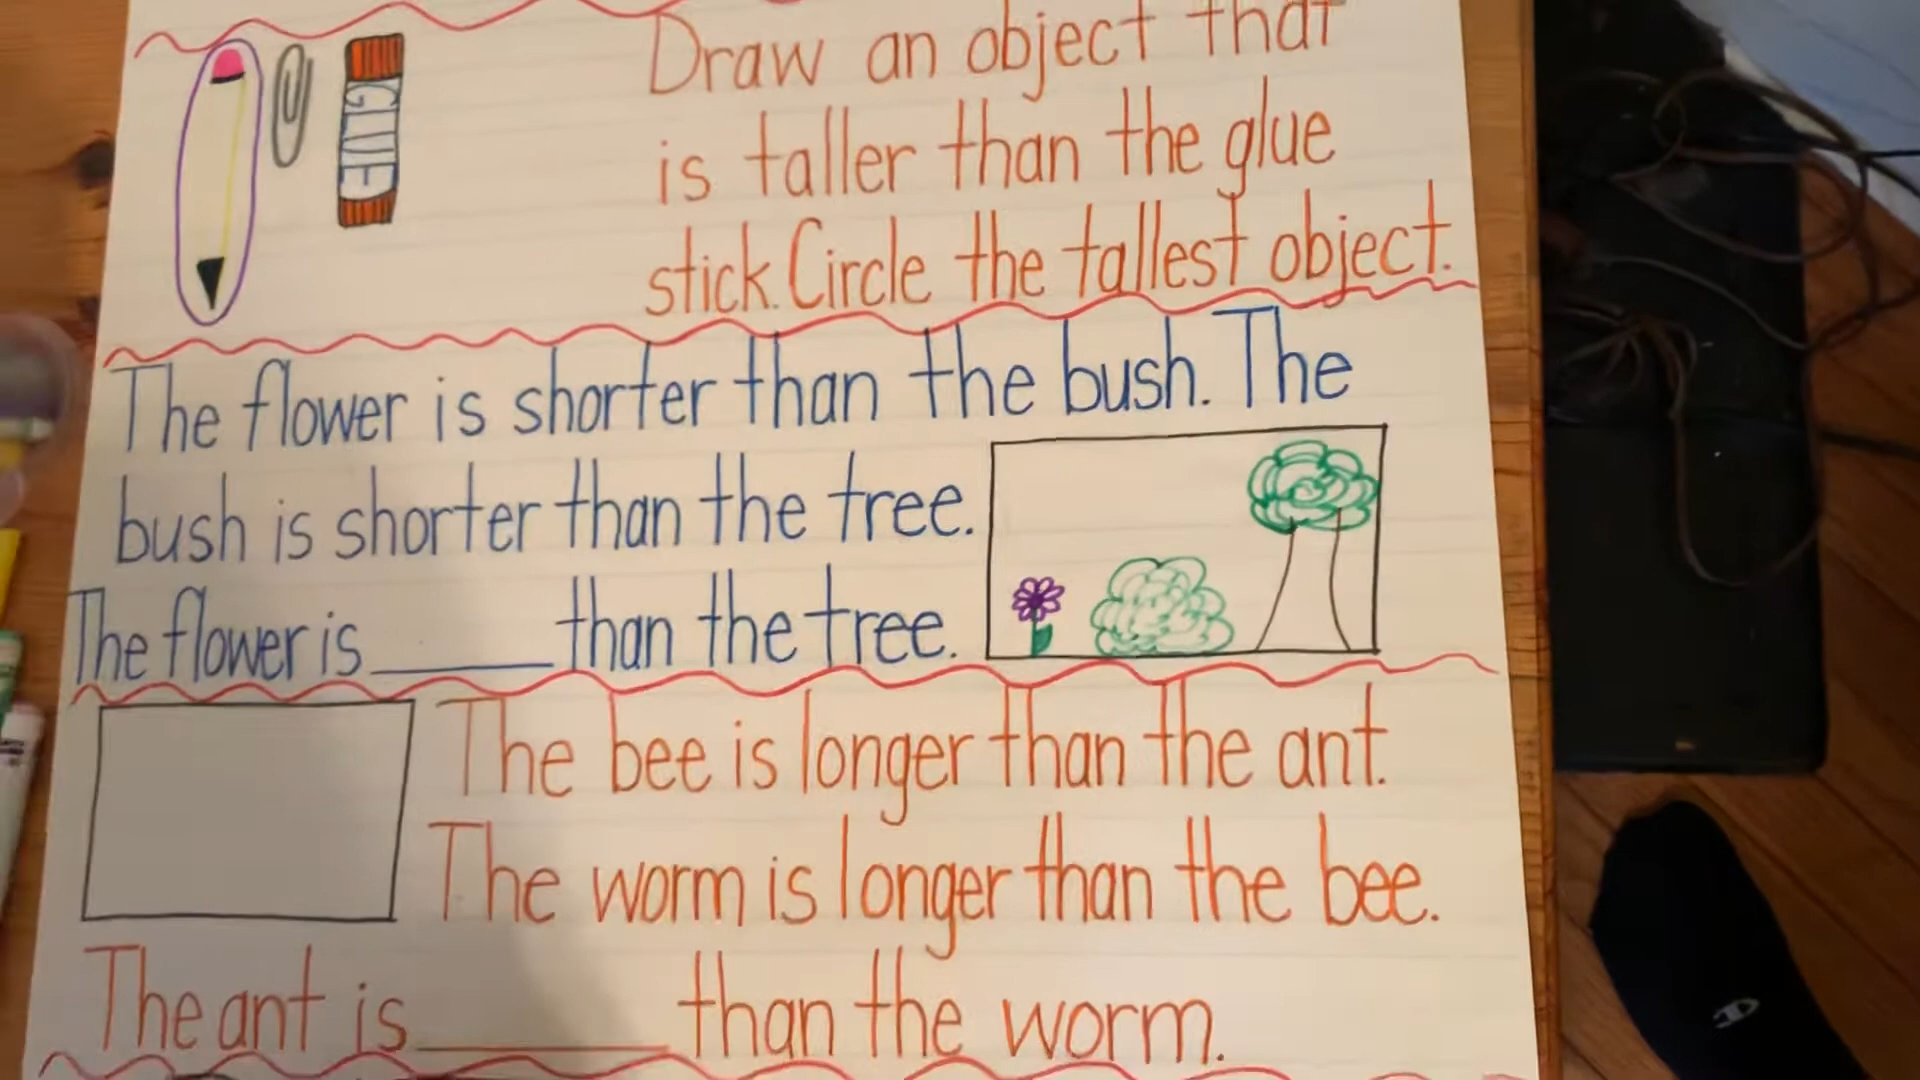 GLUE
Draw an object that
is taller than the glue
stick. Circle the tallest object.
The flower is shorter than the bush. The
bush is shorter than the tree.
The flower is ______ than the tree.
The bee is longer than the ant.
The worm is longer than the bee.
The ant is ______ than the worm.